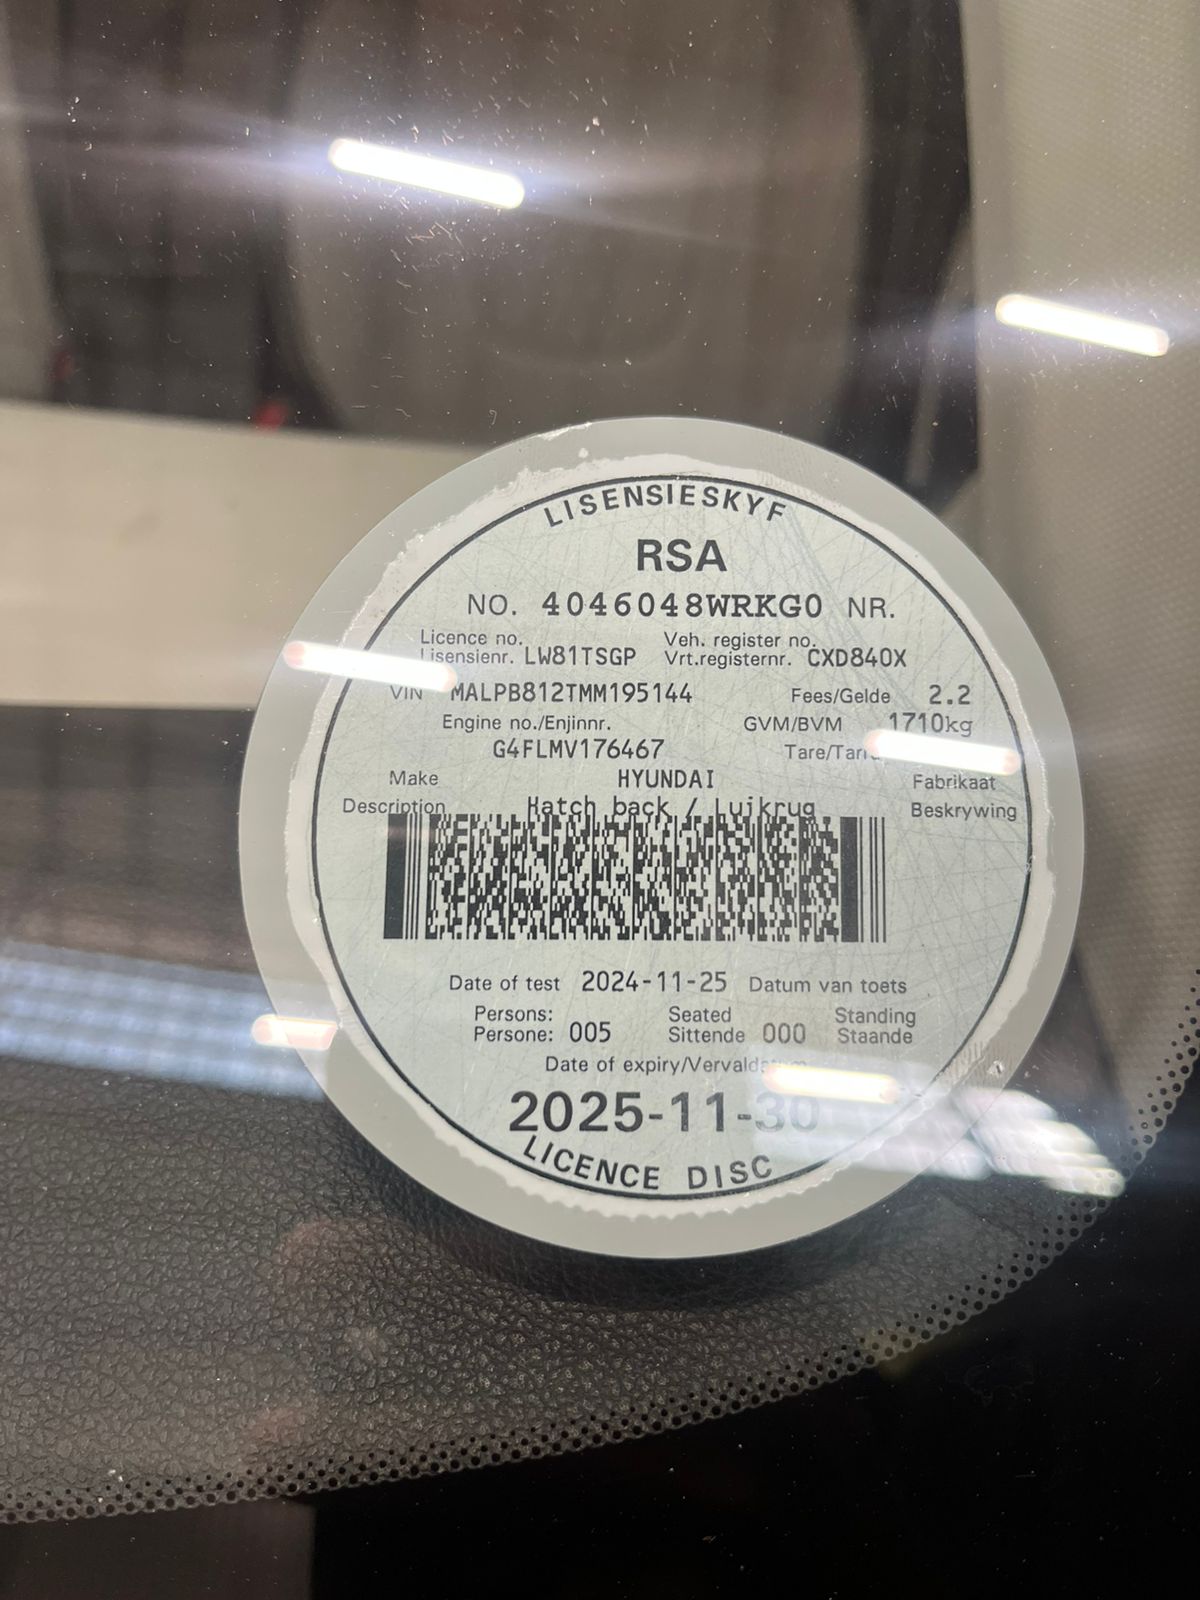 LISENSIESKYF
RSA
NO. 4046048WRKG0 NR.
Licence no. Veh. register no.
Lisensienr. LW81TSGP Vrt.registernr. CXD840X
VIN MALPB812TMM195144 Fees/Gelde 2.2
Engine no./Enjinnr. GVM/BVM 1710kg
G4FLMV176467 Tare/Tarra
Make HYUNDAI Fabrikaat
Description Hatch back / Luikrug Beskrywing
Date of test 2024-11-25 Datum van toets
Persons: Seated Standing
Persone: 005 Sittende 000 Staande
Date of expiry/Vervaldatum
2025-11-30
LICENCE DISC